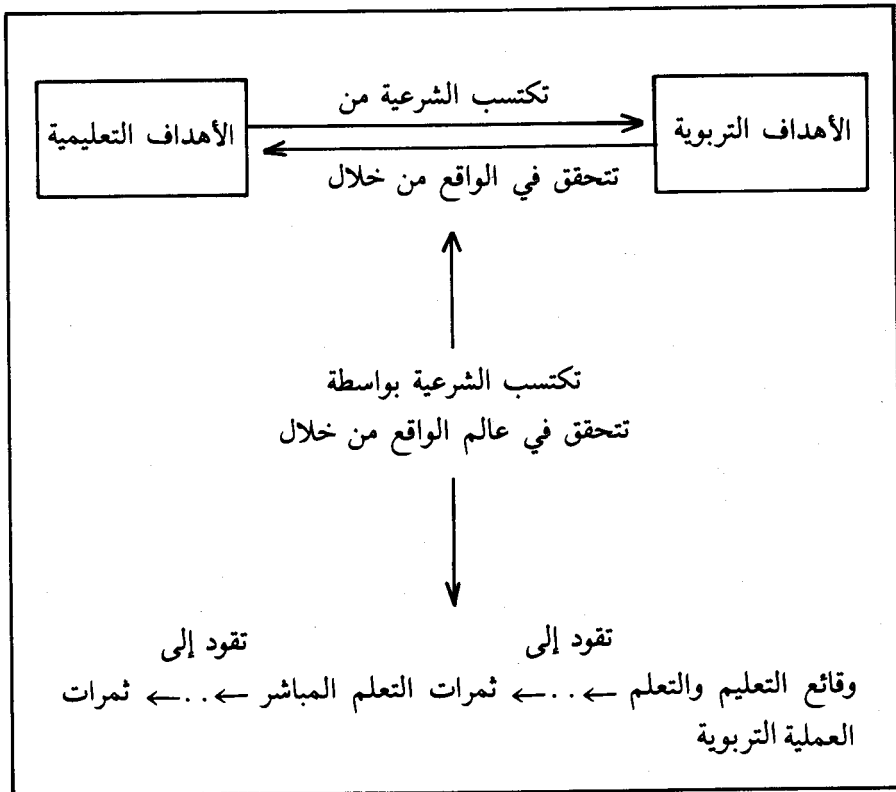 تكتسب الشرعية من
الأهداف التربوية
الأهداف التعليمية
تتحقق في الواقع من خلال
تكتسب الشرعية بواسطة
تتحقق في عالم الواقع من خلال
تقود إلى تقود إلى
وقائع التعليم والتعلم ←..← ثمرات التعلم المباشر ←..← ثمرات
العملية التربوية